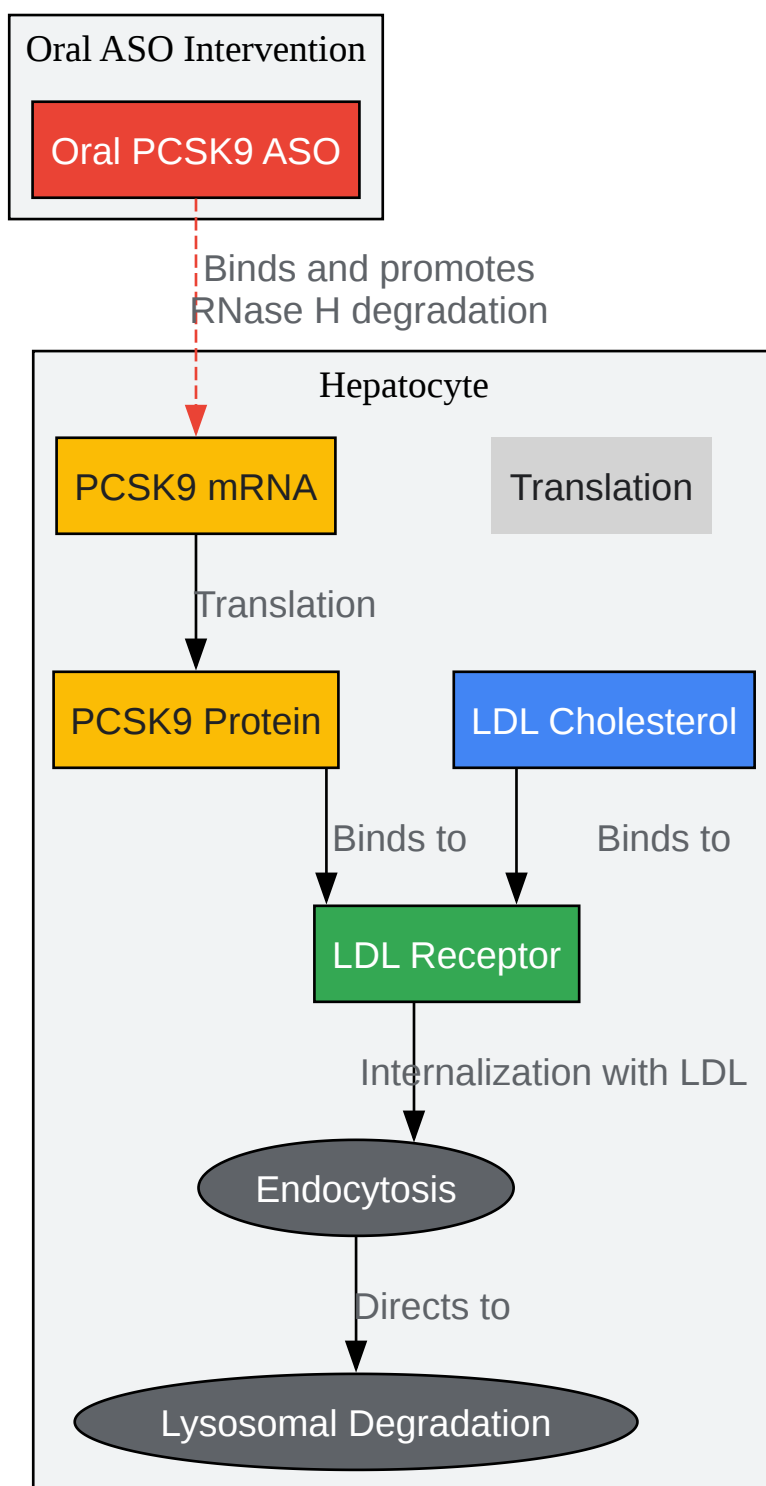 Oral ASO Intervention
Oral PCSK9 ASO
Binds and promotes
RNase H degradation
Hepatocyte
PCSK9 mRNA
Translation
Translation
PCSK9 Protein
LDL Cholesterol
Binds to
Binds to
LDL Receptor
Internalization with LDL
Endocytosis
Directs to
Lysosomal Degradation